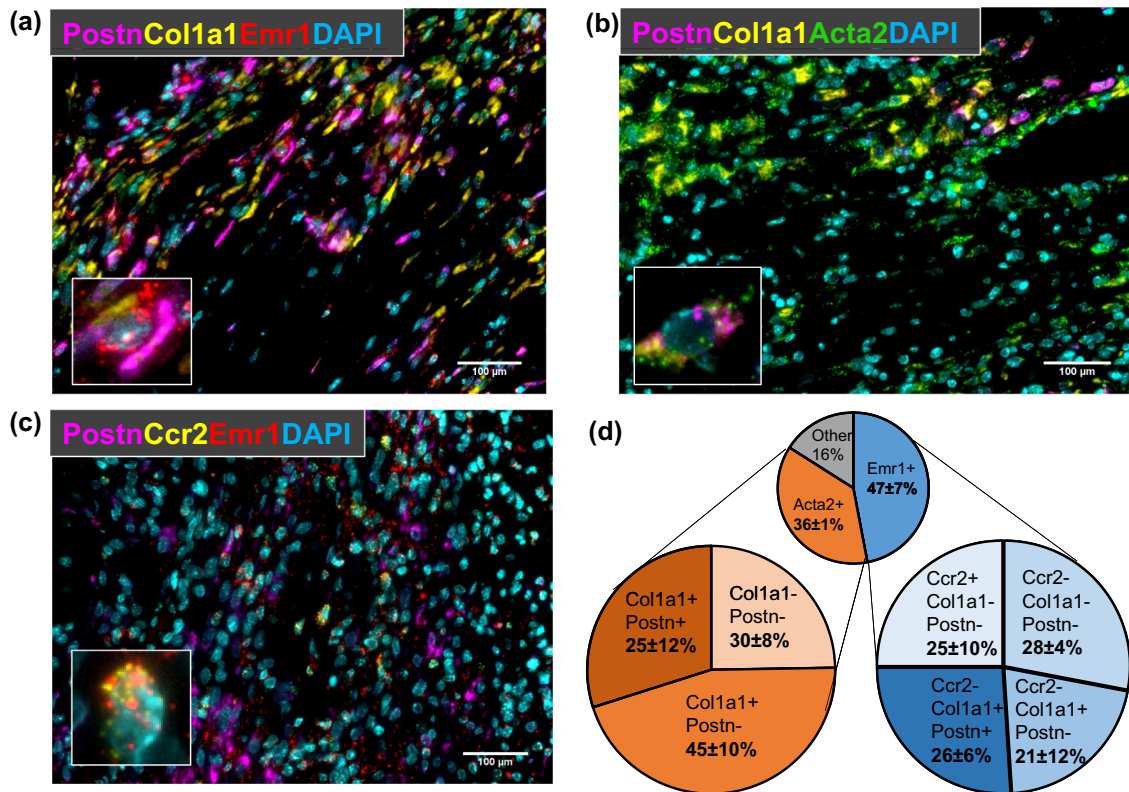 (a)
PostnCol1a1Emr1DAPI
100 µm
(b)
PostnCol1a1Acta2DAPI
100 µm
(c)
PostnCcr2Emr1DAPI
100 µm
(d)
Other
16%
Emr1+
47±7%
Acta2+
36±1%
Col1a1+
Postn+
25±12%
Col1a1-
Postn-
30±8%
Col1a1+
Postn-
45±10%
Ccr2+
Col1a1-
Postn-
25±10%
Ccr2-
Col1a1-
Postn-
28±4%
Ccr2-
Col1a1+
Postn+
26±6%
Ccr2-
Col1a1+
Postn-
21±12%